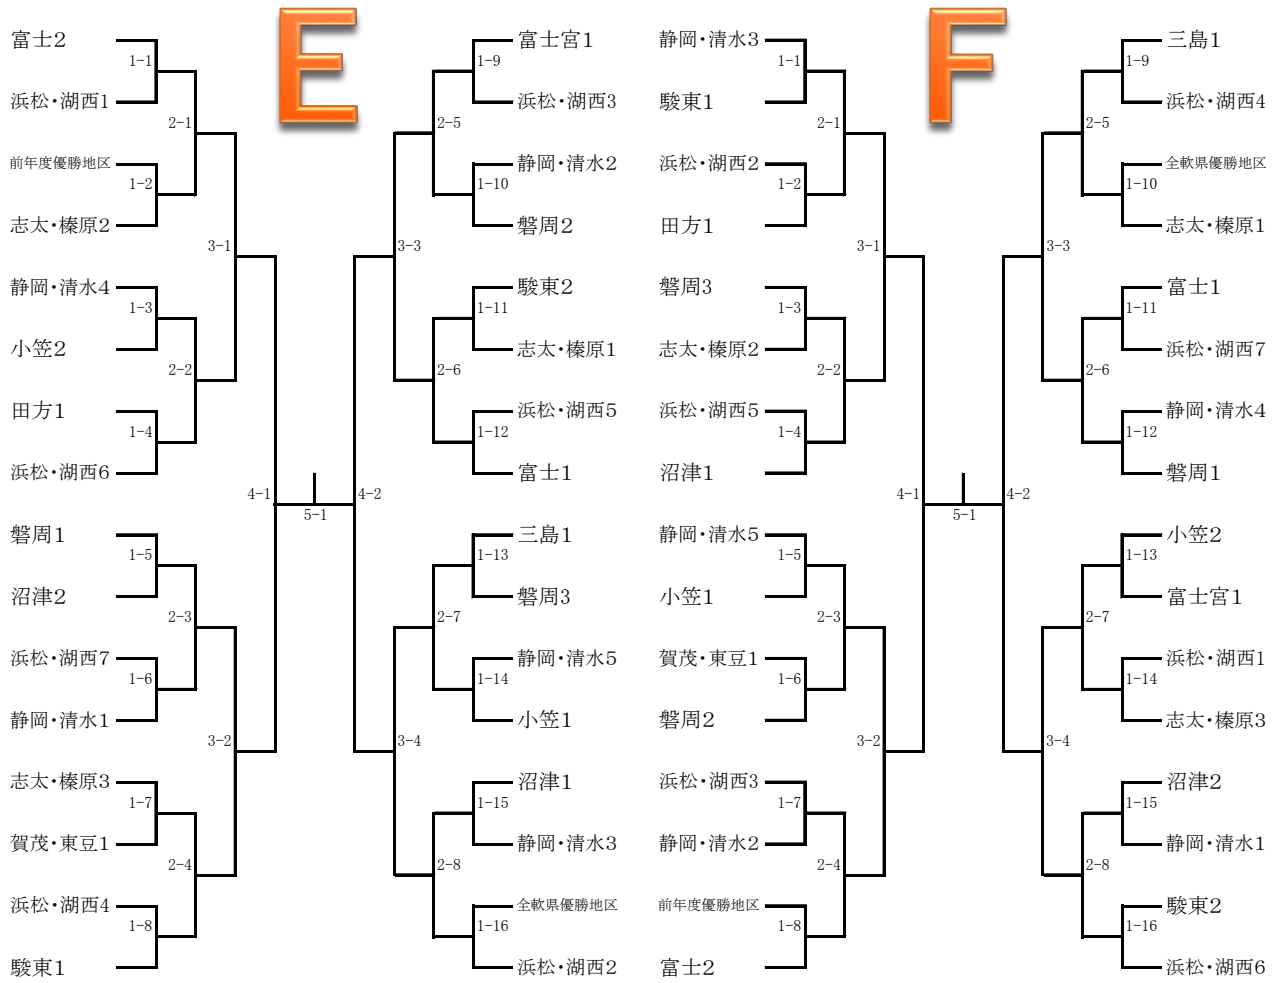 E
富士2
1-1
浜松・湖西1
2-1
前年度優勝地区
1-2
志太・榛原2
3-1
静岡・清水4
1-3
小笠2
2-2
田方1
1-4
浜松・湖西6
4-1
磐周1
1-5
沼津2
2-3
浜松・湖西7
1-6
静岡・清水1
3-2
志太・榛原3
1-7
賀茂・東豆1
2-4
浜松・湖西4
1-8
駿東1
5-1
富士宮1
1-9
浜松・湖西3
2-5
静岡・清水2
1-10
磐周2
3-3
駿東2
1-11
志太・榛原1
2-6
浜松・湖西5
1-12
富士1
4-2
三島1
1-13
磐周3
2-7
静岡・清水5
1-14
小笠1
3-4
沼津1
1-15
静岡・清水3
2-8
全軟県優勝地区
1-16
浜松・湖西2
F
静岡・清水3
1-1
駿東1
2-1
浜松・湖西2
1-2
田方1
3-1
磐周3
1-3
志太・榛原2
2-2
浜松・湖西5
1-4
沼津1
4-1
静岡・清水5
1-5
小笠1
2-3
賀茂・東豆1
1-6
磐周2
3-2
浜松・湖西3
1-7
静岡・清水2
2-4
前年度優勝地区
1-8
富士2
5-1
三島1
1-9
浜松・湖西4
2-5
全軟県優勝地区
1-10
志太・榛原1
3-3
富士1
1-11
浜松・湖西7
2-6
静岡・清水4
1-12
磐周1
4-2
小笠2
1-13
富士宮1
2-7
浜松・湖西1
1-14
志太・榛原3
3-4
沼津2
1-15
静岡・清水1
2-8
駿東2
1-16
浜松・湖西6